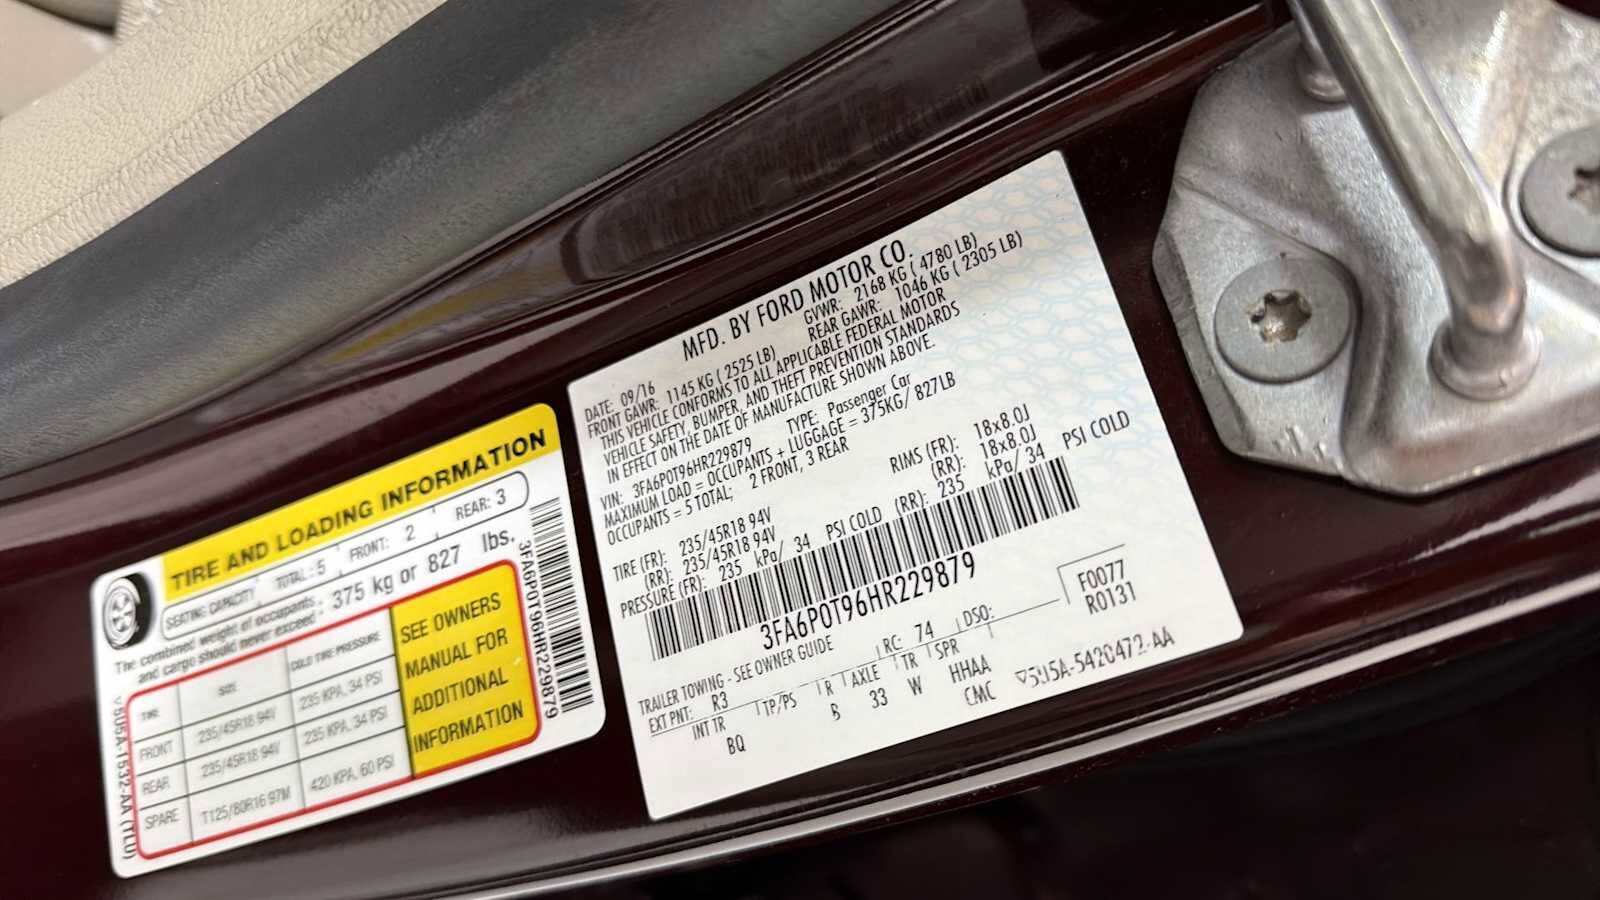 TIRE AND LOADING INFORMATION
SEATING CAPACITY TOTAL: 5 FRONT: 2 REAR: 3
The combined weight of occupants and cargo should never exceed : 375 kg or 827 lbs.
TIRE SIZE COLD TIRE PRESSURE
FRONT 235/45R18 94V 235 KPA, 34 PSI
REAR 235/45R18 94V 235 KPA, 34 PSI
SPARE T125/80R16 97M 420 KPA, 60 PSI
SEE OWNERS
MANUAL FOR
ADDITIONAL
INFORMATION
3FA6P0T96HR229879
5U5A-1532-AA (TLU)
MFD. BY FORD MOTOR CO.
DATE: 09/16 GVWR: 2168 KG ( 4780 LB)
FRONT GAWR: 1145 KG ( 2525 LB) REAR GAWR: 1046 KG ( 2305 LB)
THIS VEHICLE CONFORMS TO ALL APPLICABLE FEDERAL MOTOR
VEHICLE SAFETY, BUMPER, AND THEFT PREVENTION STANDARDS
IN EFFECT ON THE DATE OF MANUFACTURE SHOWN ABOVE.
VIN: 3FA6P0T96HR229879 TYPE: Passenger Car
MAXIMUM LOAD = OCCUPANTS + LUGGAGE = 375KG/ 827LB
OCCUPANTS = 5 TOTAL; 2 FRONT, 3 REAR
TIRE (FR): 235/45R18 94V RIMS (FR): 18x8.0J
(RR): 235/45R18 94V (RR): 18x8.0J
PRESSURE (FR): 235 kPa/ 34 PSI COLD (RR): 235 kPa/ 34 PSI COLD
3FA6P0T96HR229879
F0077
R0131
TRAILER TOWING - SEE OWNER GUIDE
EXT PNT: R3 RC: 74 DSO:
INT TR TP/PS R AXLE TR SPR
BQ B 33 W HHAA
CMC
5U5A-5420472-AA